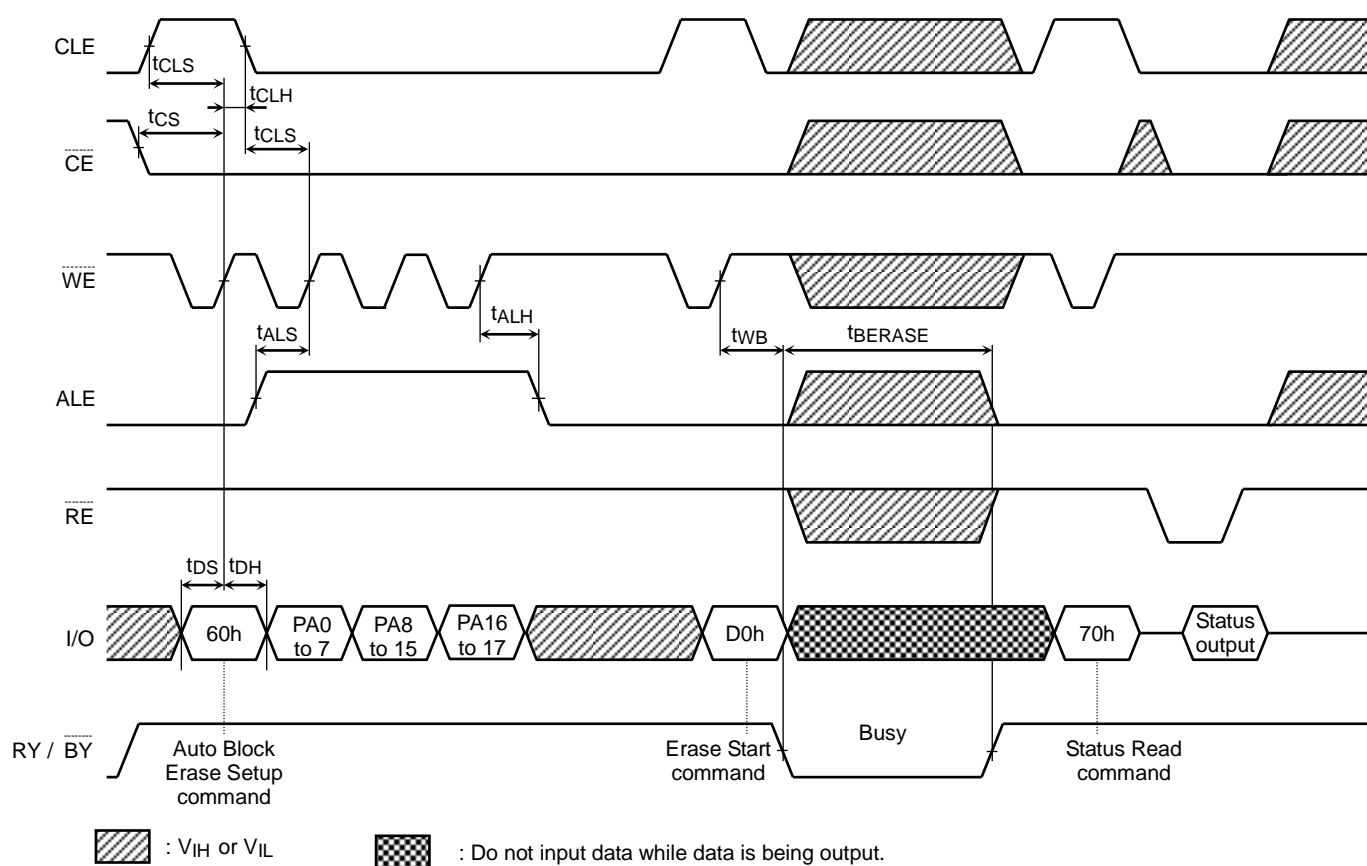 CLE
tCLS
tCLH
tCS
tCLS
CE
WE
tALS
tALH
tWB
tBERASE
ALE
RE
tDS
tDH
I/O
60h
PA0
to 7
PA8
to 15
PA16
to 17
D0h
70h
Status
output
RY / BY
Auto Block
Erase Setup
command
Erase Start
command
Busy
Status Read
command
: VIH or VIL
: Do not input data while data is being output.